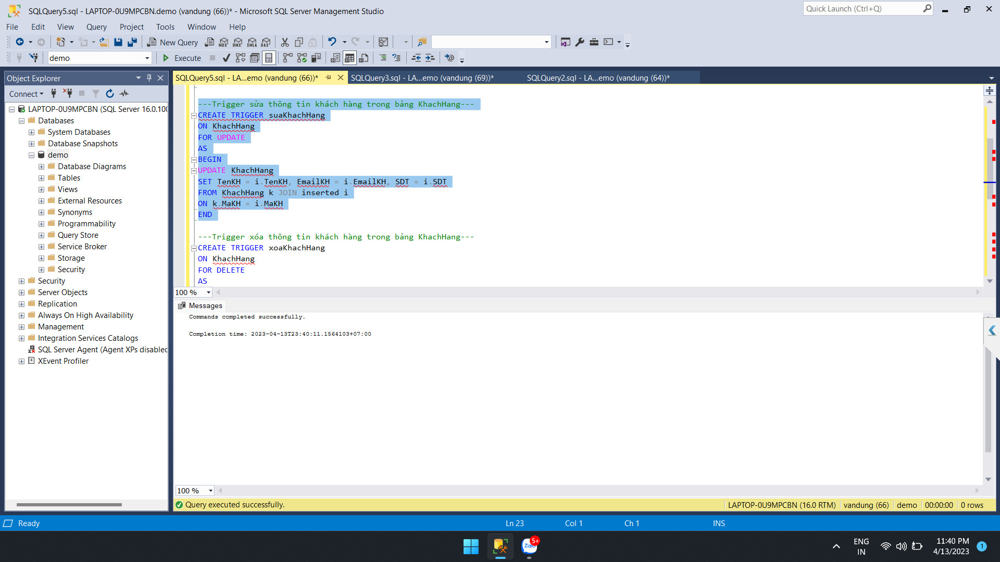 SQLQuery5.sql - LAPTOP-0U9MPCBN.demo (vandung (66))* - Microsoft SQL Server Management Studio
Quick Launch (Ctrl+Q)
File Edit View Query Project Tools Window Help
New Query
MDX DMX XMLA DAX
demo
Execute
Object Explorer
SQLQuery5.sql - LA...emo (vandung (66))*
SQLQuery3.sql - LA...emo (vandung (69))*
SQLQuery2.sql - LA...emo (vandung (64))*
Connect
LAPTOP-0U9MPCBN (SQL Server 16.0.100
Databases
System Databases
Database Snapshots
demo
Database Diagrams
Tables
Views
External Resources
Synonyms
Programmability
Query Store
Service Broker
Storage
Security
Security
Server Objects
Replication
Always On High Availability
Management
Integration Services Catalogs
SQL Server Agent (Agent XPs disabled
XEvent Profiler
---Trigger sửa thông tin khách hàng trong bảng KhachHang---
CREATE TRIGGER suaKhachHang
ON KhachHang
FOR UPDATE
AS
BEGIN
UPDATE KhachHang
SET TenKH = i.TenKH, EmailKH = i.EmailKH, SDT = i.SDT
FROM KhachHang k JOIN inserted i
ON k.MaKH = i.MaKH
END
---Trigger xóa thông tin khách hàng trong bảng KhachHang---
CREATE TRIGGER xoaKhachHang
ON KhachHang
FOR DELETE
AS
100 %
Messages
Commands completed successfully.
Completion time: 2023-04-13T23:40:11.1564103+07:00
100 %
Query executed successfully.
LAPTOP-0U9MPCBN (16.0 RTM) vandung (66) demo 00:00:00 0 rows
Ready
Ln 23 Col 1 Ch 1 INS
Zalo
5+
ENG
IN
11:40 PM
4/13/2023
1